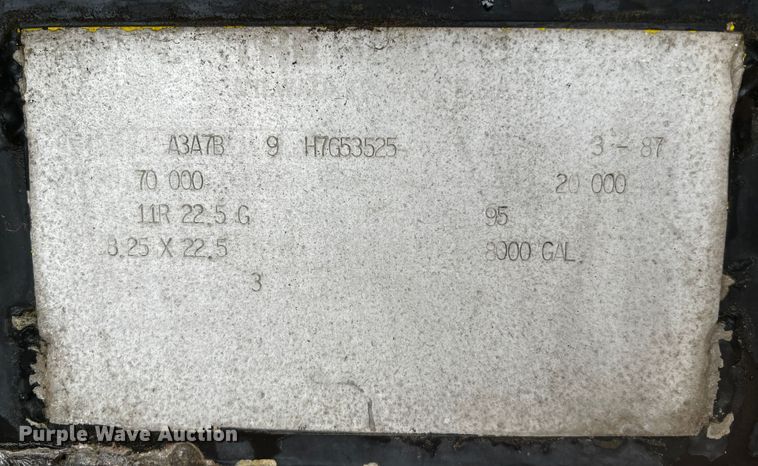 A3A7B 9 H7G53525 3 - 87
70 000 20 000
11R 22.5 G 95
8.25 X 22.5 8000 GAL.
3
Purple Wave Auction